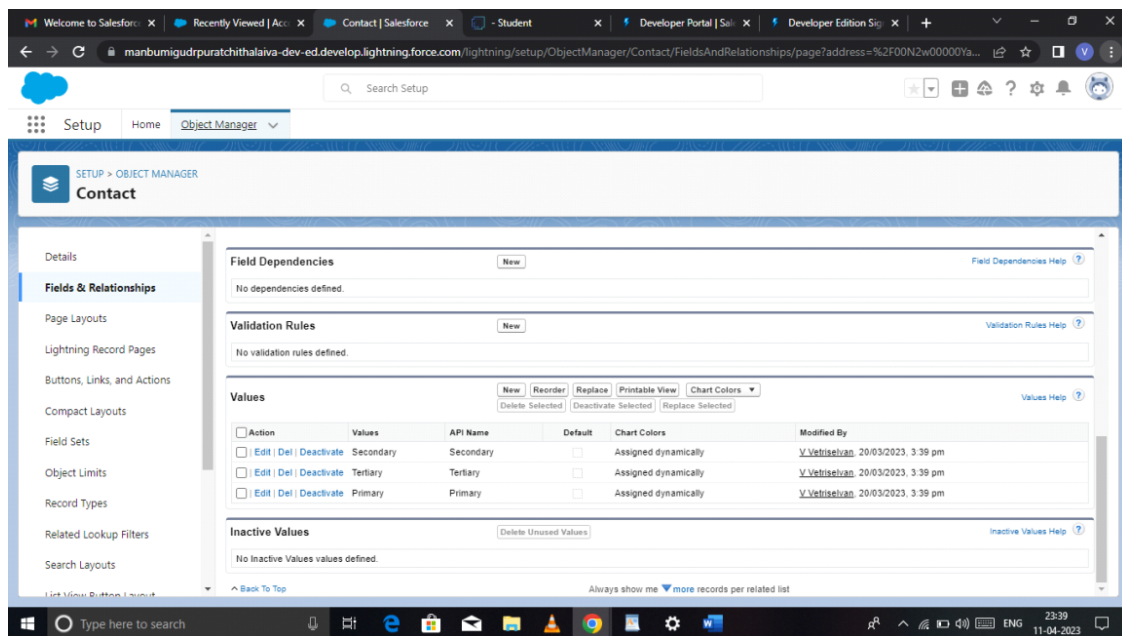 Welcome to Salesforc
Recently Viewed | Acc
Contact | Salesforce
- Student
Developer Portal | Sal
Developer Edition Sig
manbumigudrpuratchithalaiva-dev-ed.develop.lightning.force.com/lightning/setup/ObjectManager/Contact/FieldsAndRelationships/page?address=%2F00N2w00000Ya...
V
Search Setup
Setup
Home
Object Manager
SETUP > OBJECT MANAGER
Contact
Details
Fields & Relationships
Page Layouts
Lightning Record Pages
Buttons, Links, and Actions
Compact Layouts
Field Sets
Object Limits
Record Types
Related Lookup Filters
Search Layouts
List View Button Layout
Field Dependencies New Field Dependencies Help ?
No dependencies defined.
Validation Rules New Validation Rules Help ?
No validation rules defined.
Values New Reorder Replace Printable View Chart Colors ▼ Values Help ?
Delete Selected Deactivate Selected Replace Selected
Action Values API Name Default Chart Colors Modified By
| Edit | Del | Deactivate Secondary Secondary Assigned dynamically V Vetriselvan, 20/03/2023, 3:39 pm
| Edit | Del | Deactivate Tertiary Tertiary Assigned dynamically V Vetriselvan, 20/03/2023, 3:39 pm
| Edit | Del | Deactivate Primary Primary Assigned dynamically V Vetriselvan, 20/03/2023, 3:39 pm
Inactive Values Delete Unused Values Inactive Values Help ?
No Inactive Values values defined.
^ Back To Top Always show me ▼ more records per related list
Type here to search
ENG
23:39
11-04-2023